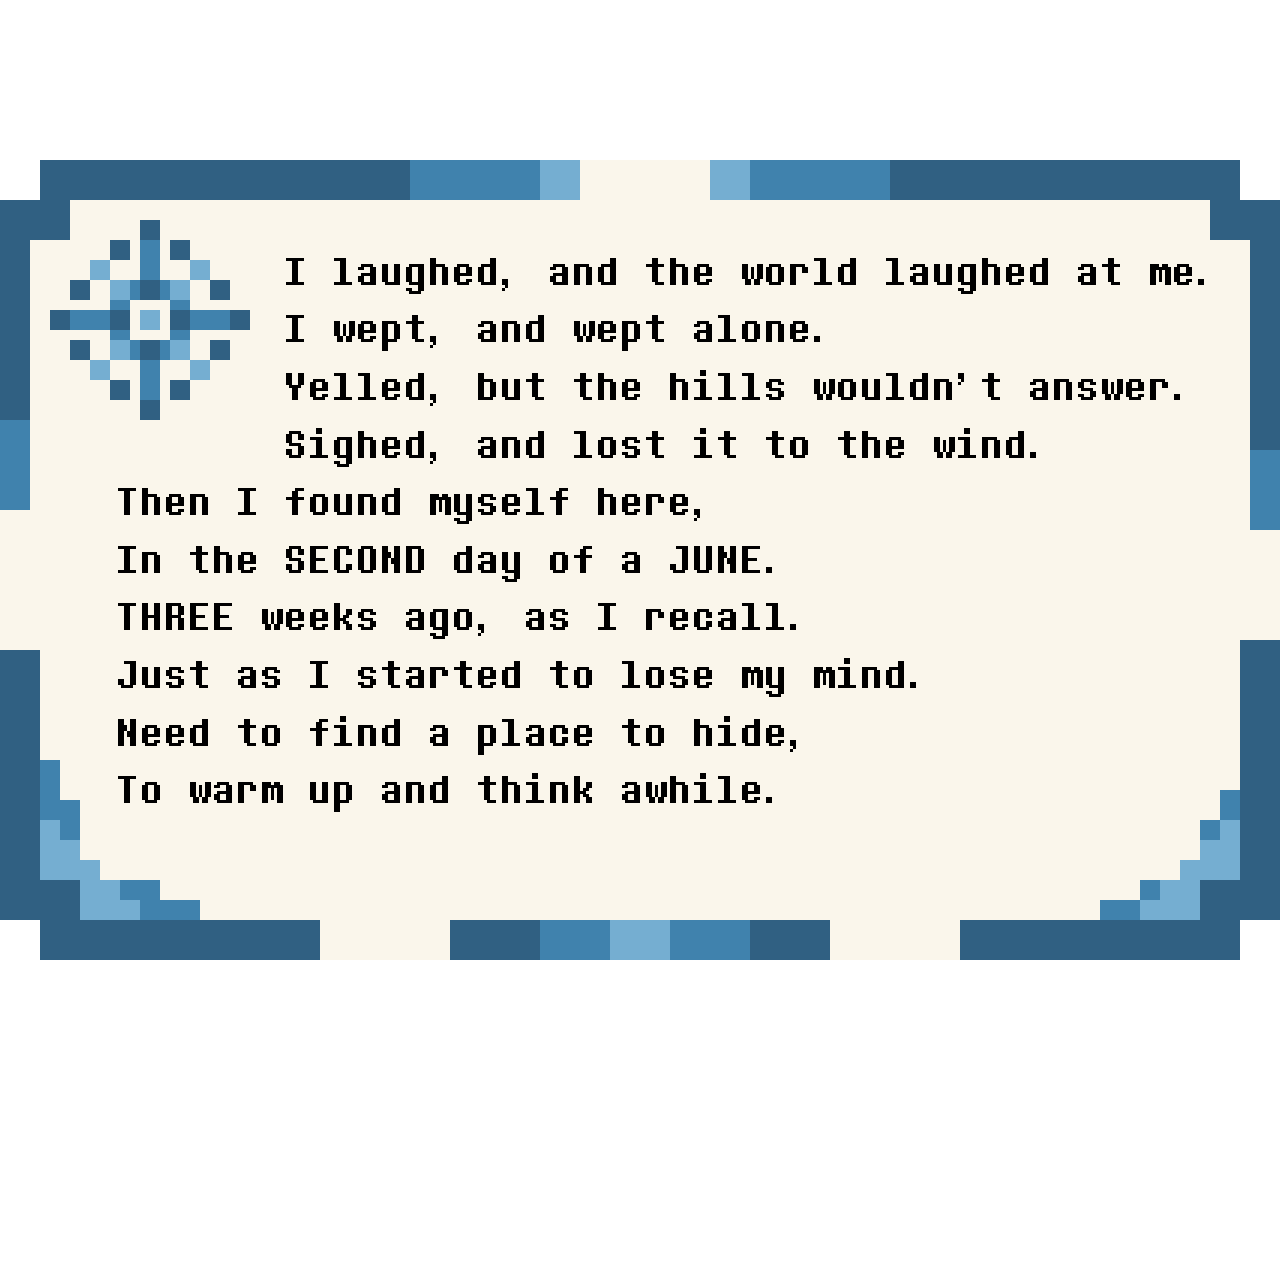 I laughed, and the world laughed at me.
I wept, and wept alone.
Yelled, but the hills wouldn’t answer.
Sighed, and lost it to the wind.
Then I found myself here,
In the SECOND day of a JUNE.
THREE weeks ago, as I recall.
Just as I started to lose my mind.
Need to find a place to hide,
To warm up and think awhile.